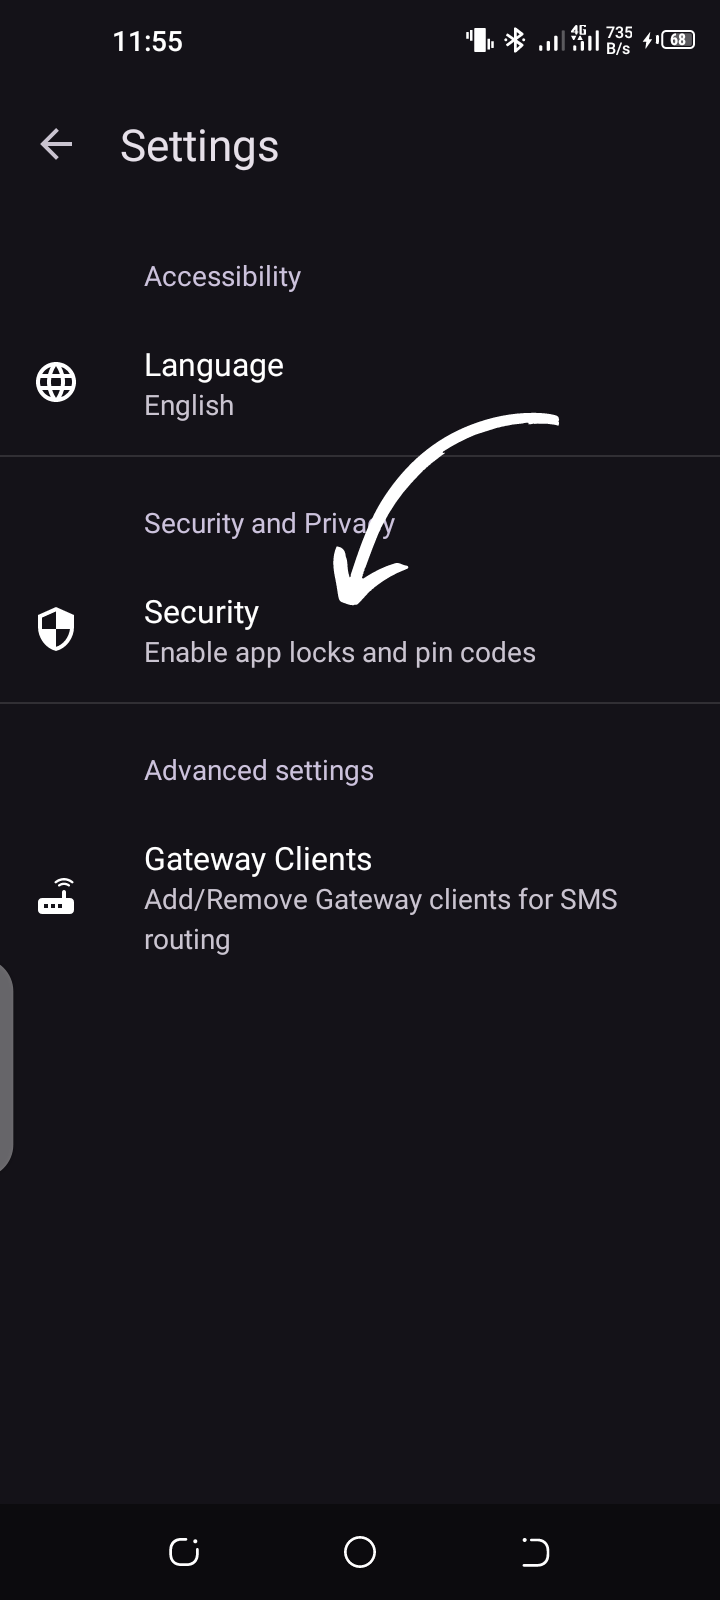 11:55
4G 735 B/s 68
Settings
Accessibility
Language
English
Security and Privacy
Security
Enable app locks and pin codes
Advanced settings
Gateway Clients
Add/Remove Gateway clients for SMS
routing